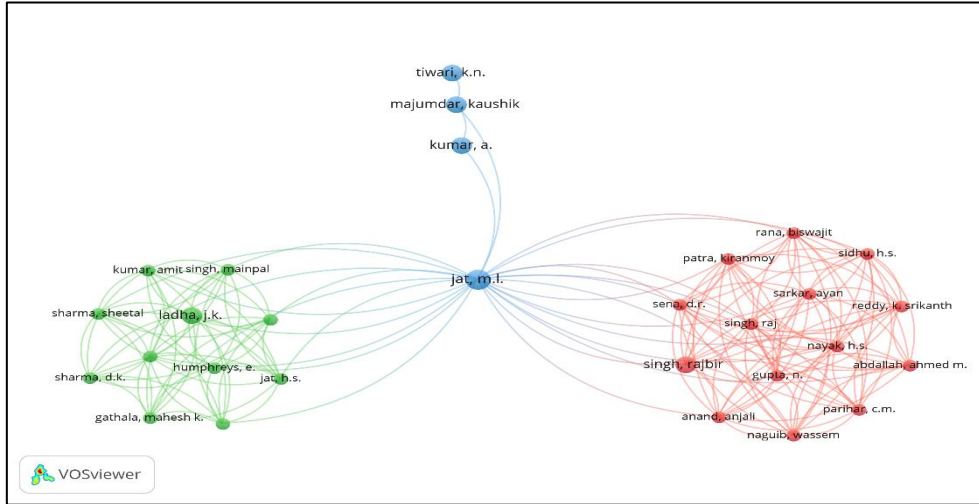 tiwari, k.n.
majumdar, kaushik
kumar, a.
jat, m.l.
kumar, amit
singh, mainpal
sharma, sheetal
ladha, j.k.
sharma, d.k.
humphreys, e.
jat, h.s.
gathala, mahesh k.
rana, biswajit
sidhu, h.s.
patra, kiranmoy
sarkar, ayan
sena, d.r.
reddy, k. srikanth
singh, raj
nayak, h.s.
singh, rajbir
abdallah, ahmed m.
gupta, n.
anand, anjali
parihar, c.m.
naguib, wassem
VOSviewer